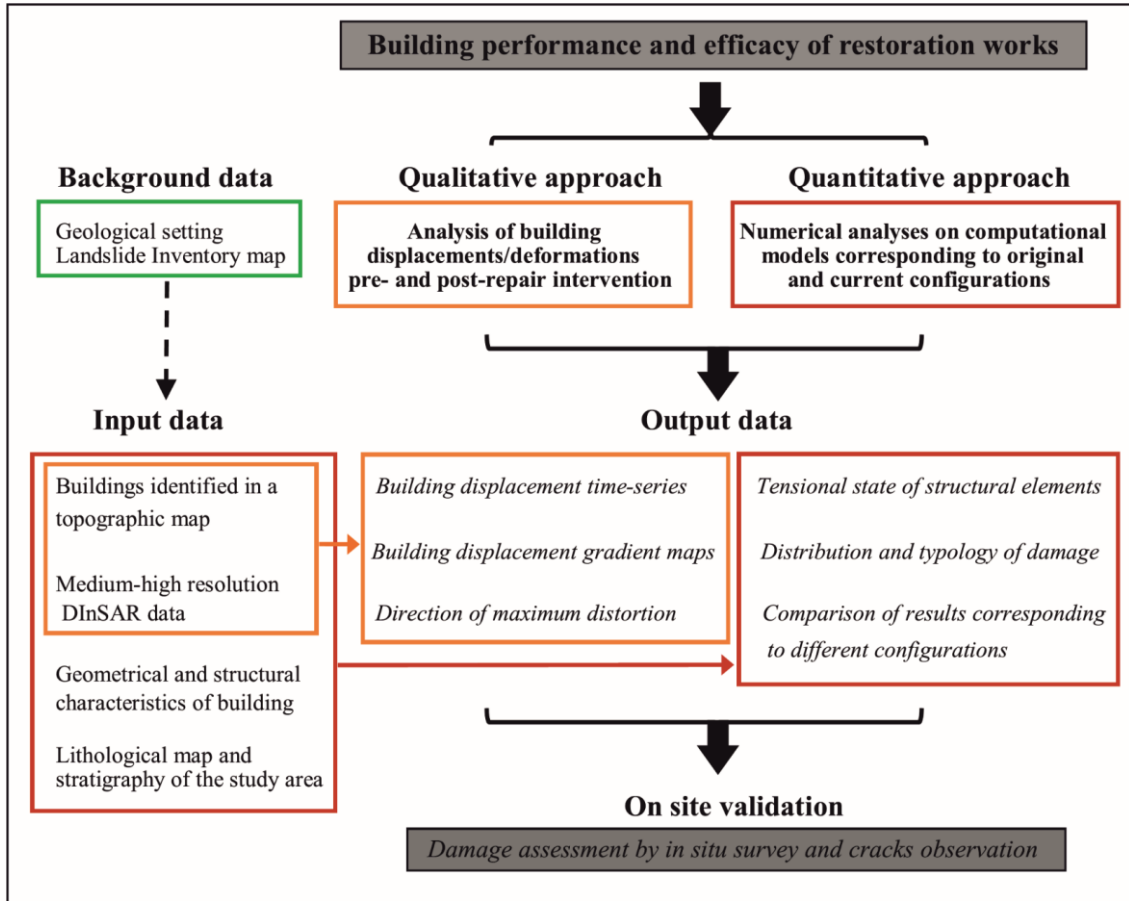 Building performance and efficacy of restoration works
Background data
Geological setting
Landslide Inventory map
Qualitative approach
Analysis of building
displacements/deformations
pre- and post-repair intervention
Quantitative approach
Numerical analyses on computational
models corresponding to original
and current configurations
Input data
Buildings identified in a
topographic map
Medium-high resolution
DInSAR data
Geometrical and structural
characteristics of building
Lithological map and
stratigraphy of the study area
Output data
Building displacement time-series
Building displacement gradient maps
Direction of maximum distortion
Tensional state of structural elements
Distribution and typology of damage
Comparison of results corresponding
to different configurations
On site validation
Damage assessment by in situ survey and cracks observation